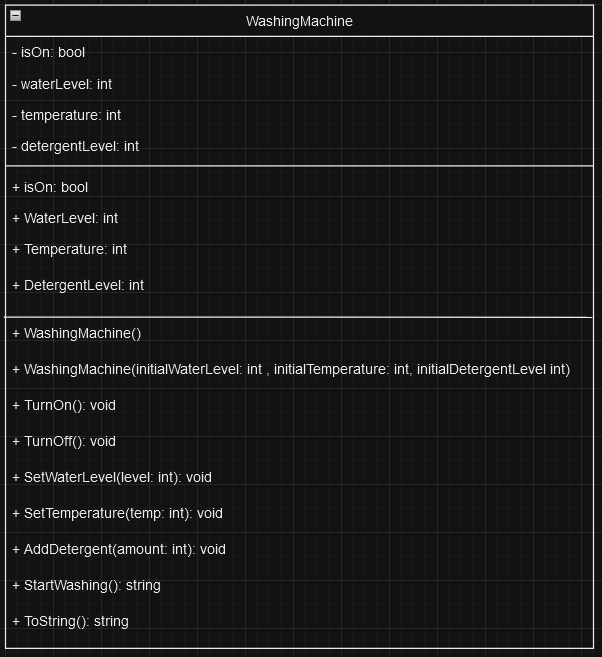 WashingMachine
- isOn: bool
- waterLevel: int
- temperature: int
- detergentLevel: int
+ isOn: bool
+ WaterLevel: int
+ Temperature: int
+ DetergentLevel: int
+ WashingMachine()
+ WashingMachine(initialWaterLevel: int , initialTemperature: int, initialDetergentLevel int)
+ TurnOn(): void
+ TurnOff(): void
+ SetWaterLevel(level: int): void
+ SetTemperature(temp: int): void
+ AddDetergent(amount: int): void
+ StartWashing(): string
+ ToString(): string